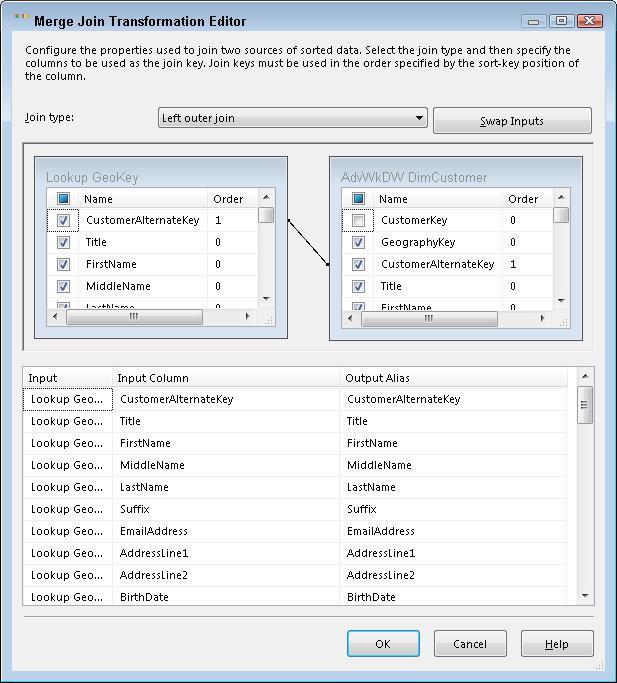 Merge Join Transformation Editor
Configure the properties used to join two sources of sorted data. Select the join type and then specify the
columns to be used as the join key. Join keys must be used in the order specified by the sort-key position of
the column.
Join type:
Left outer join
Swap Inputs
Lookup GeoKey
Name Order
CustomerAlternateKey 1
Title 0
FirstName 0
MiddleName 0
LastName 0
AdvWkDW DimCustomer
Name Order
CustomerKey 0
GeographyKey 0
CustomerAlternateKey 1
Title 0
FirstName 0
Input Input Column Output Alias
Lookup Geo... CustomerAlternateKey CustomerAlternateKey
Lookup Geo... Title Title
Lookup Geo... FirstName FirstName
Lookup Geo... MiddleName MiddleName
Lookup Geo... LastName LastName
Lookup Geo... Suffix Suffix
Lookup Geo... EmailAddress EmailAddress
Lookup Geo... AddressLine1 AddressLine1
Lookup Geo... AddressLine2 AddressLine2
Lookup Geo... BirthDate BirthDate
OK
Cancel
Help